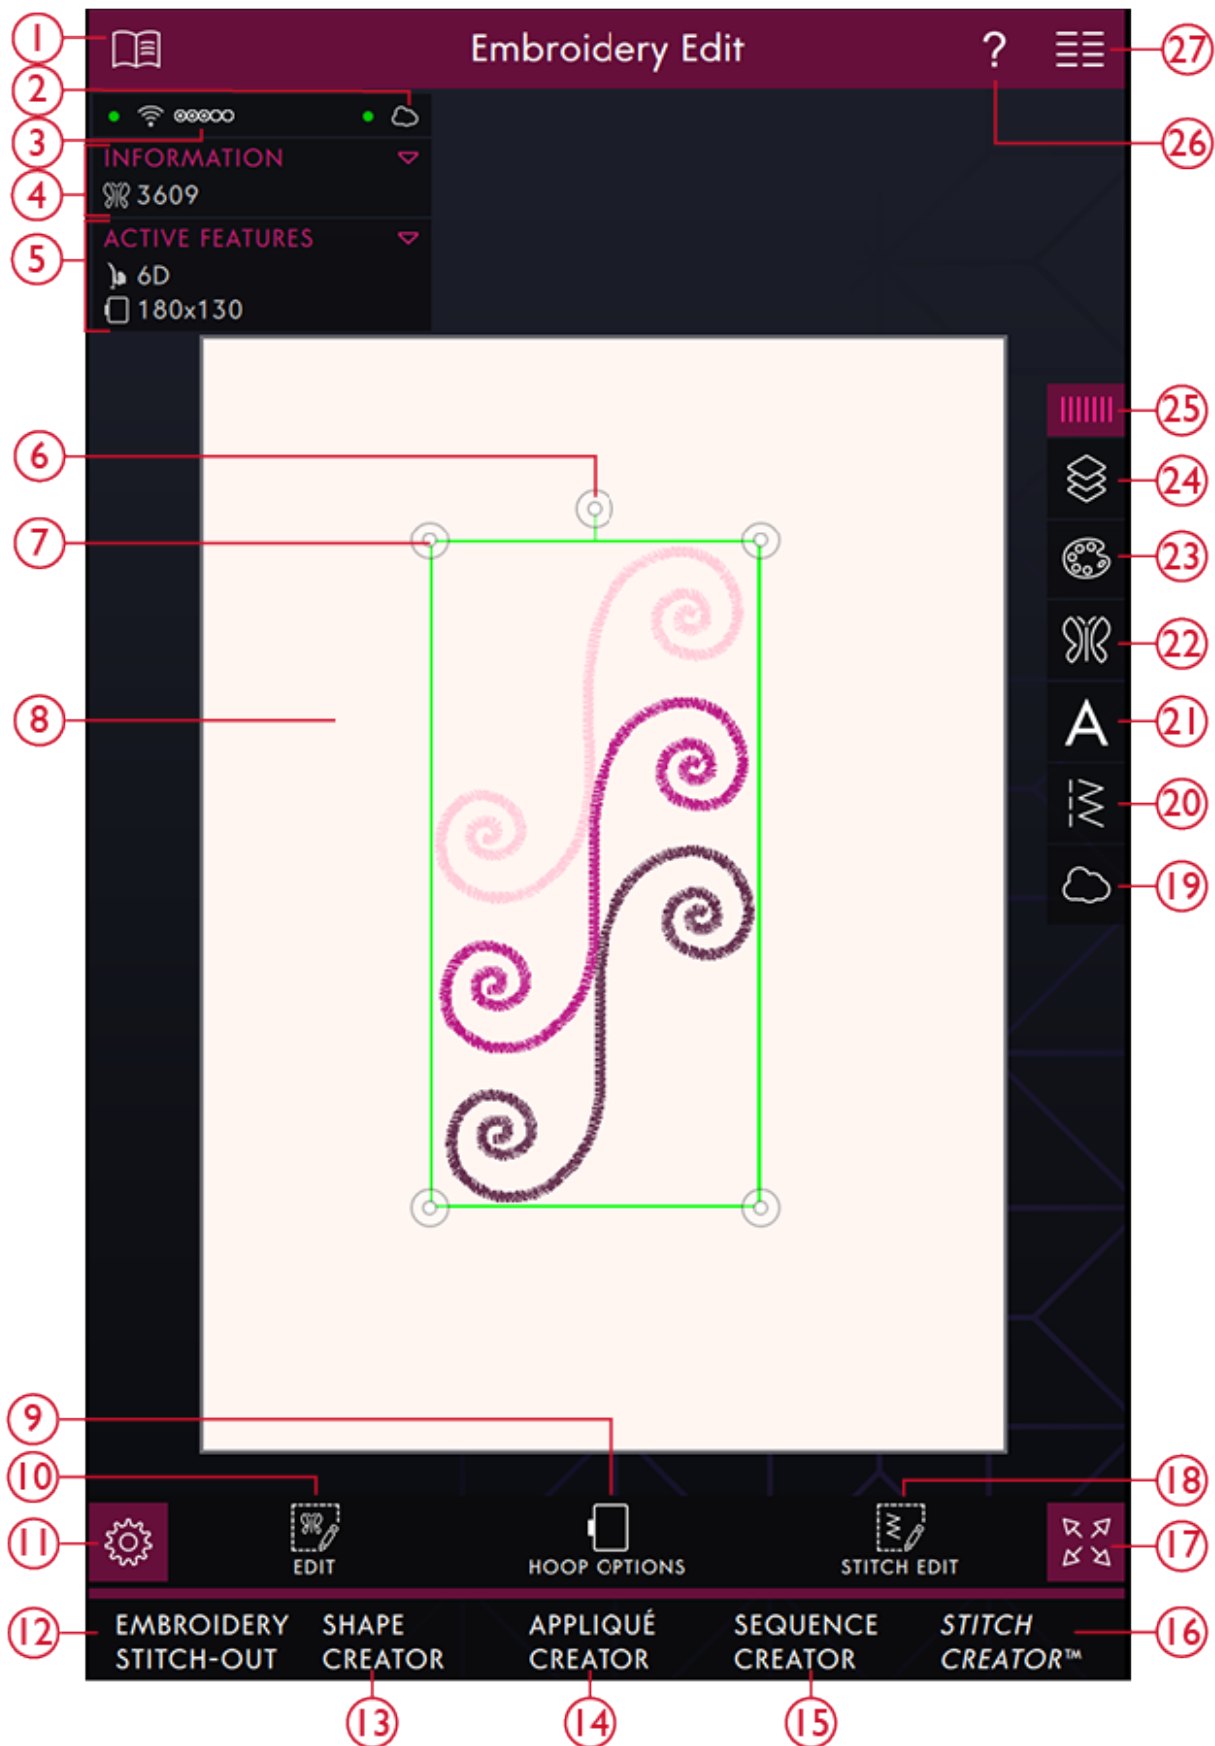 1
Embroidery Edit
?
27
2
3
26
INFORMATION
4
3609
5
ACTIVE FEATURES
6D
180x130
25
6
24
7
23
22
8
A
21
20
19
9
10
18
11
EDIT
HOOP OPTIONS
STITCH EDIT
17
12
EMBROIDERY
STITCH-OUT
SHAPE
CREATOR
APPLIQUÉ
CREATOR
SEQUENCE
CREATOR
STITCH
CREATOR™
16
13
14
15